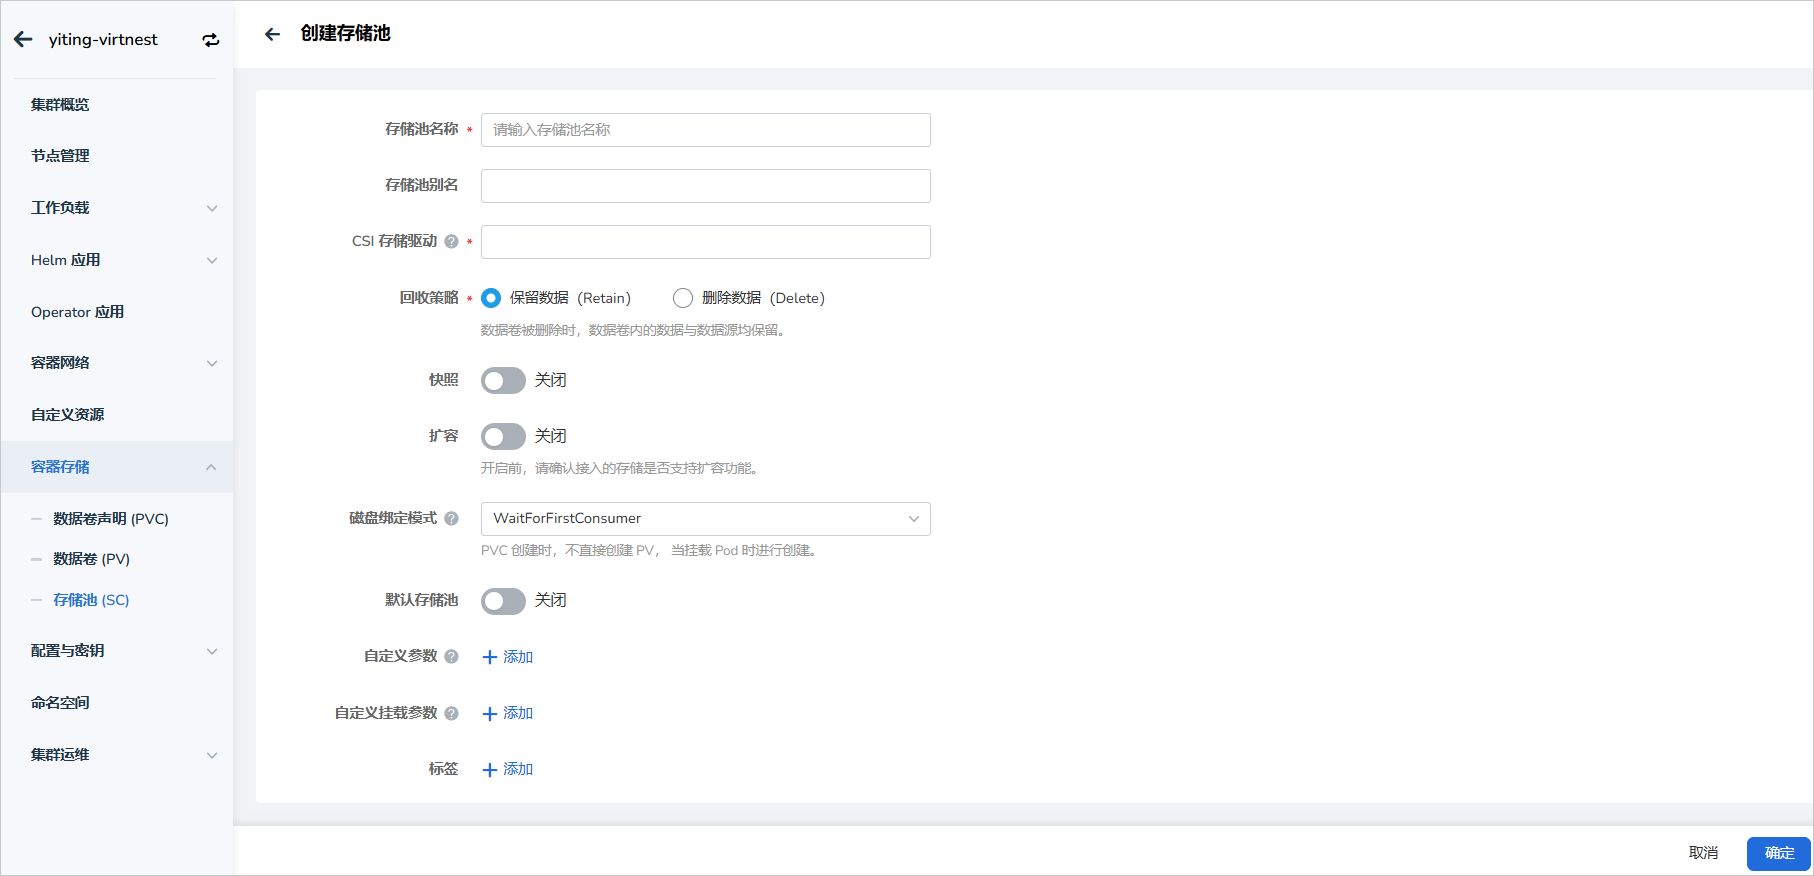 yiting-virtnest
集群概览
节点管理
工作负载
Helm 应用
Operator 应用
容器网络
自定义资源
容器存储
数据卷声明 (PVC)
数据卷 (PV)
存储池 (SC)
配置与密钥
命名空间
集群运维
创建存储池
存储池名称 * 请输入存储池名称
存储池别名
CSI 存储驱动 ? *
回收策略 * 保留数据（Retain） 删除数据（Delete）
数据卷被删除时，数据卷内的数据与数据源均保留。
快照 关闭
扩容 关闭
开启前，请确认接入的存储是否支持扩容功能。
磁盘绑定模式 ? WaitForFirstConsumer
PVC 创建时，不直接创建 PV， 当挂载 Pod 时进行创建。
默认存储池 关闭
自定义参数 ? + 添加
自定义挂载参数 ? + 添加
标签 + 添加
取消 确定